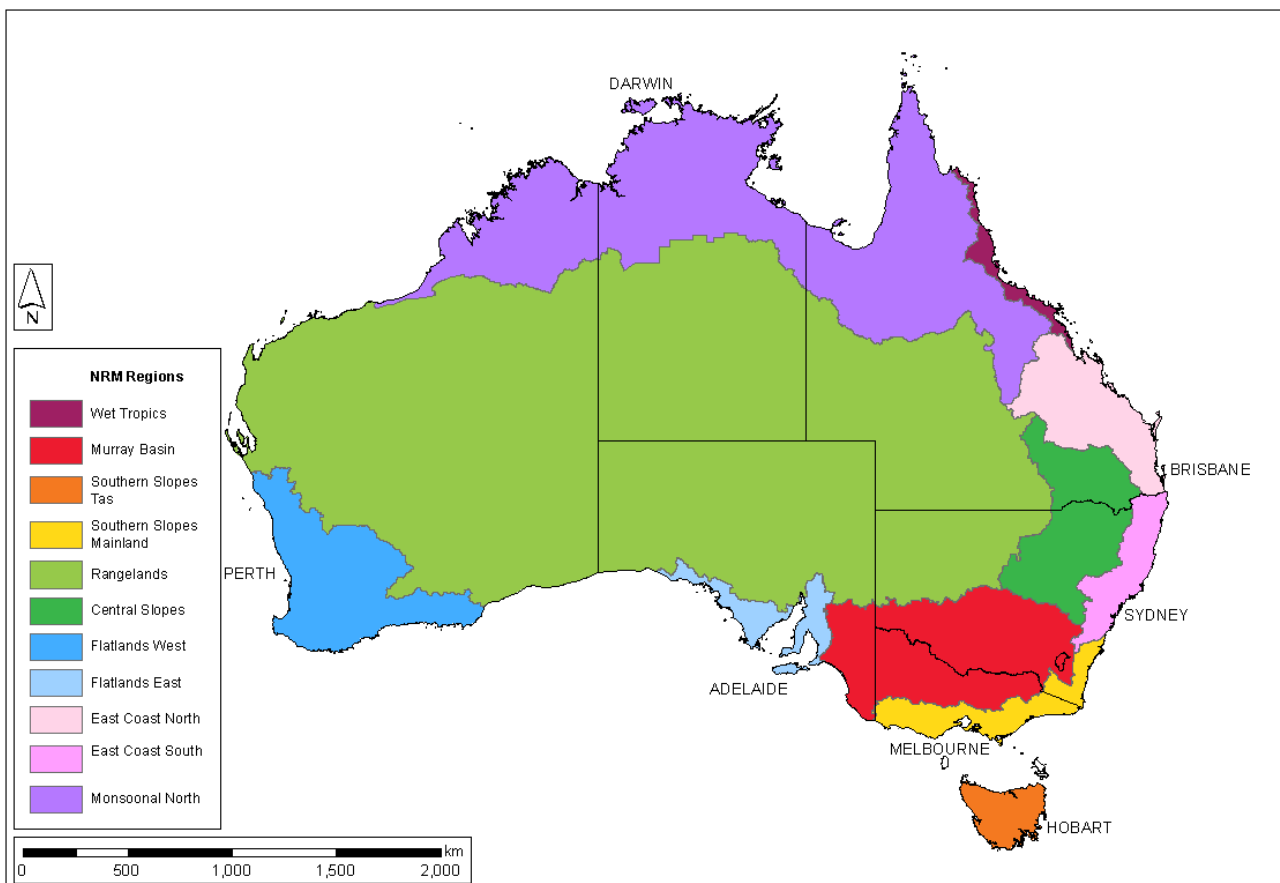 DARWIN
N
NRM Regions
Wet Tropics
Murray Basin
Southern Slopes
Tas
Southern Slopes
Mainland
Rangelands
Central Slopes
Flatlands West
Flatlands East
East Coast North
East Coast South
Monsoonal North
BRISBANE
PERTH
SYDNEY
ADELAIDE
MELBOURNE
HOBART
km
0 500 1,000 1,500 2,000